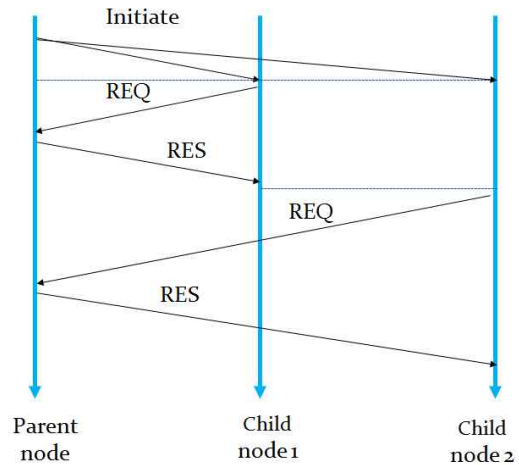 Initiate
REQ
RES
REQ
RES
Parent
node
Child
node 1
Child
node 2